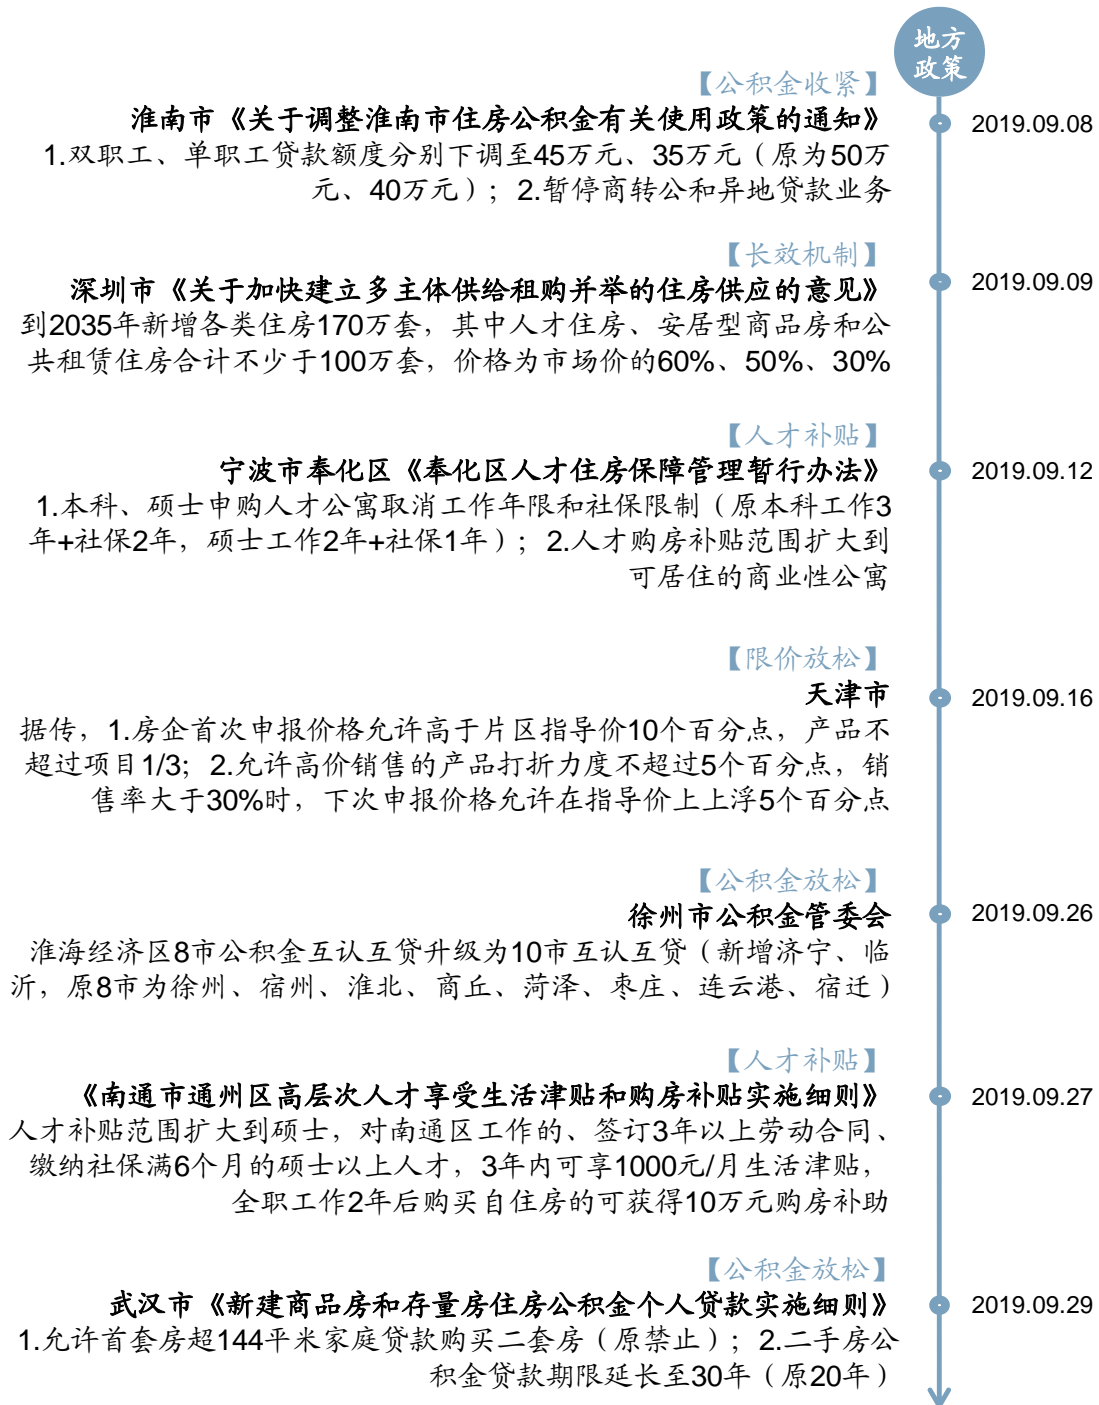 地方
政策
【公积金收紧】
淮南市《关于调整淮南市住房公积金有关使用政策的通知》
2019.09.08
1.双职工、单职工贷款额度分别下调至45万元、35万元（原为50万
元、40万元）；2.暂停商转公和异地贷款业务
【长效机制】
深圳市《关于加快建立多主体供给租购并举的住房供应的意见》
2019.09.09
到2035年新增各类住房170万套，其中人才住房、安居型商品房和公
共租赁住房合计不少于100万套，价格为市场价的60%、50%、30%
【人才补贴】
宁波市奉化区《奉化区人才住房保障管理暂行办法》
2019.09.12
1.本科、硕士申购人才公寓取消工作年限和社保限制（原本科工作3
年+社保2年，硕士工作2年+社保1年）；2.人才购房补贴范围扩大到
可居住的商业性公寓
【限价放松】
天津市
2019.09.16
据传，1.房企首次申报价格允许高于片区指导价10个百分点，产品不
超过项目1/3；2.允许高价销售的产品打折力度不超过5个百分点，销
售率大于30%时，下次申报价格允许在指导价上上浮5个百分点
【公积金放松】
徐州市公积金管委会
2019.09.26
淮海经济区8市公积金互认互贷升级为10市互认互贷（新增济宁、临
沂，原8市为徐州、宿州、淮北、商丘、菏泽、枣庄、连云港、宿迁）
【人才补贴】
《南通市通州区高层次人才享受生活津贴和购房补贴实施细则》
2019.09.27
人才补贴范围扩大到硕士，对南通区工作的、签订3年以上劳动合同、
缴纳社保满6个月的硕士以上人才，3年内可享1000元/月生活津贴，
全职工作2年后购买自住房的可获得10万元购房补助
【公积金放松】
武汉市《新建商品房和存量房住房公积金个人贷款实施细则》
2019.09.29
1.允许首套房超144平米家庭贷款购买二套房（原禁止）；2.二手房公
积金贷款期限延长至30年（原20年）